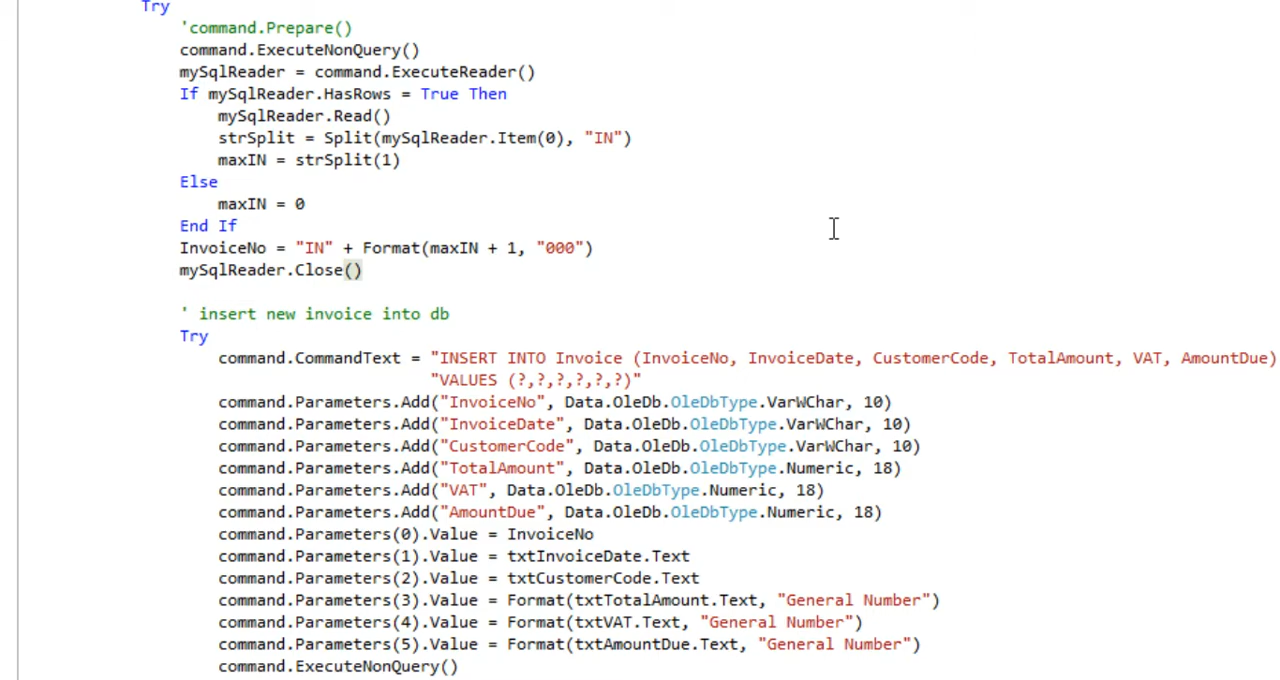 Try
'command.Prepare()
command.ExecuteNonQuery()
mySqlReader = command.ExecuteReader()
If mySqlReader.HasRows = True Then
mySqlReader.Read()
strSplit = Split(mySqlReader.Item(0), "IN")
maxIN = strSplit(1)
Else
maxIN = 0
End If
InvoiceNo = "IN" + Format(maxIN + 1, "000")
mySqlReader.Close()
' insert new invoice into db
Try
command.CommandText = "INSERT INTO Invoice (InvoiceNo, InvoiceDate, CustomerCode, TotalAmount, VAT, AmountDue)
"VALUES (?,?,?,?,?,?)"
command.Parameters.Add("InvoiceNo", Data.OleDb.OleDbType.VarWChar, 10)
command.Parameters.Add("InvoiceDate", Data.OleDb.OleDbType.VarWChar, 10)
command.Parameters.Add("CustomerCode", Data.OleDb.OleDbType.VarWChar, 10)
command.Parameters.Add("TotalAmount", Data.OleDb.OleDbType.Numeric, 18)
command.Parameters.Add("VAT", Data.OleDb.OleDbType.Numeric, 18)
command.Parameters.Add("AmountDue", Data.OleDb.OleDbType.Numeric, 18)
command.Parameters(0).Value = InvoiceNo
command.Parameters(1).Value = txtInvoiceDate.Text
command.Parameters(2).Value = txtCustomerCode.Text
command.Parameters(3).Value = Format(txtTotalAmount.Text, "General Number")
command.Parameters(4).Value = Format(txtVAT.Text, "General Number")
command.Parameters(5).Value = Format(txtAmountDue.Text, "General Number")
command.ExecuteNonQuery()